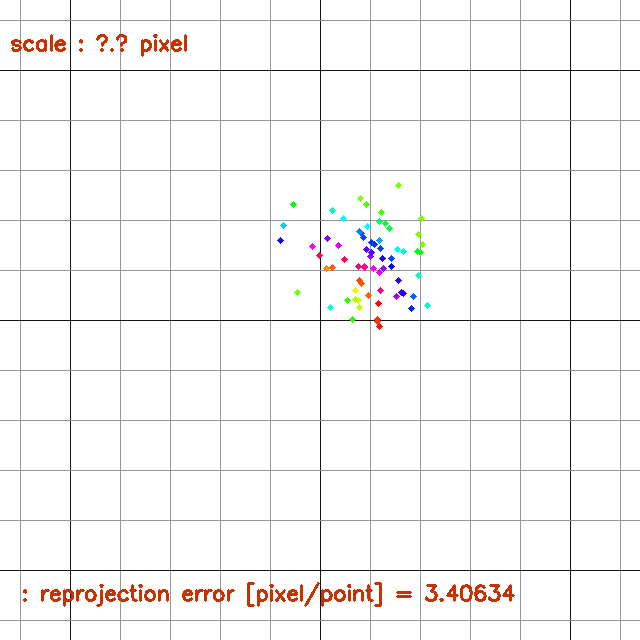 scale : ?.? pixel
: reprojection error [pixel/point] = 3.40634